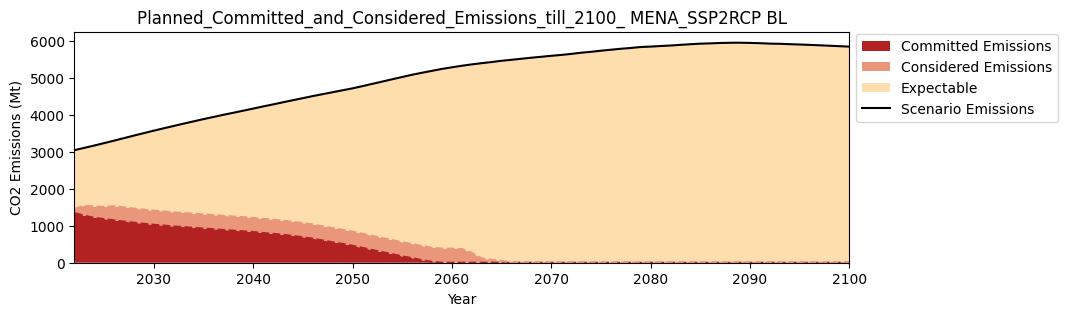 Planned_Committed_and_Considered_Emissions_till_2100_ MENA_SSP2RCP BL
6000
5000
4000
3000
2000
1000
0
CO2 Emissions (Mt)
2030 2040 2050 2060 2070 2080 2090 2100
Year
Committed Emissions
Considered Emissions
Expectable
Scenario Emissions